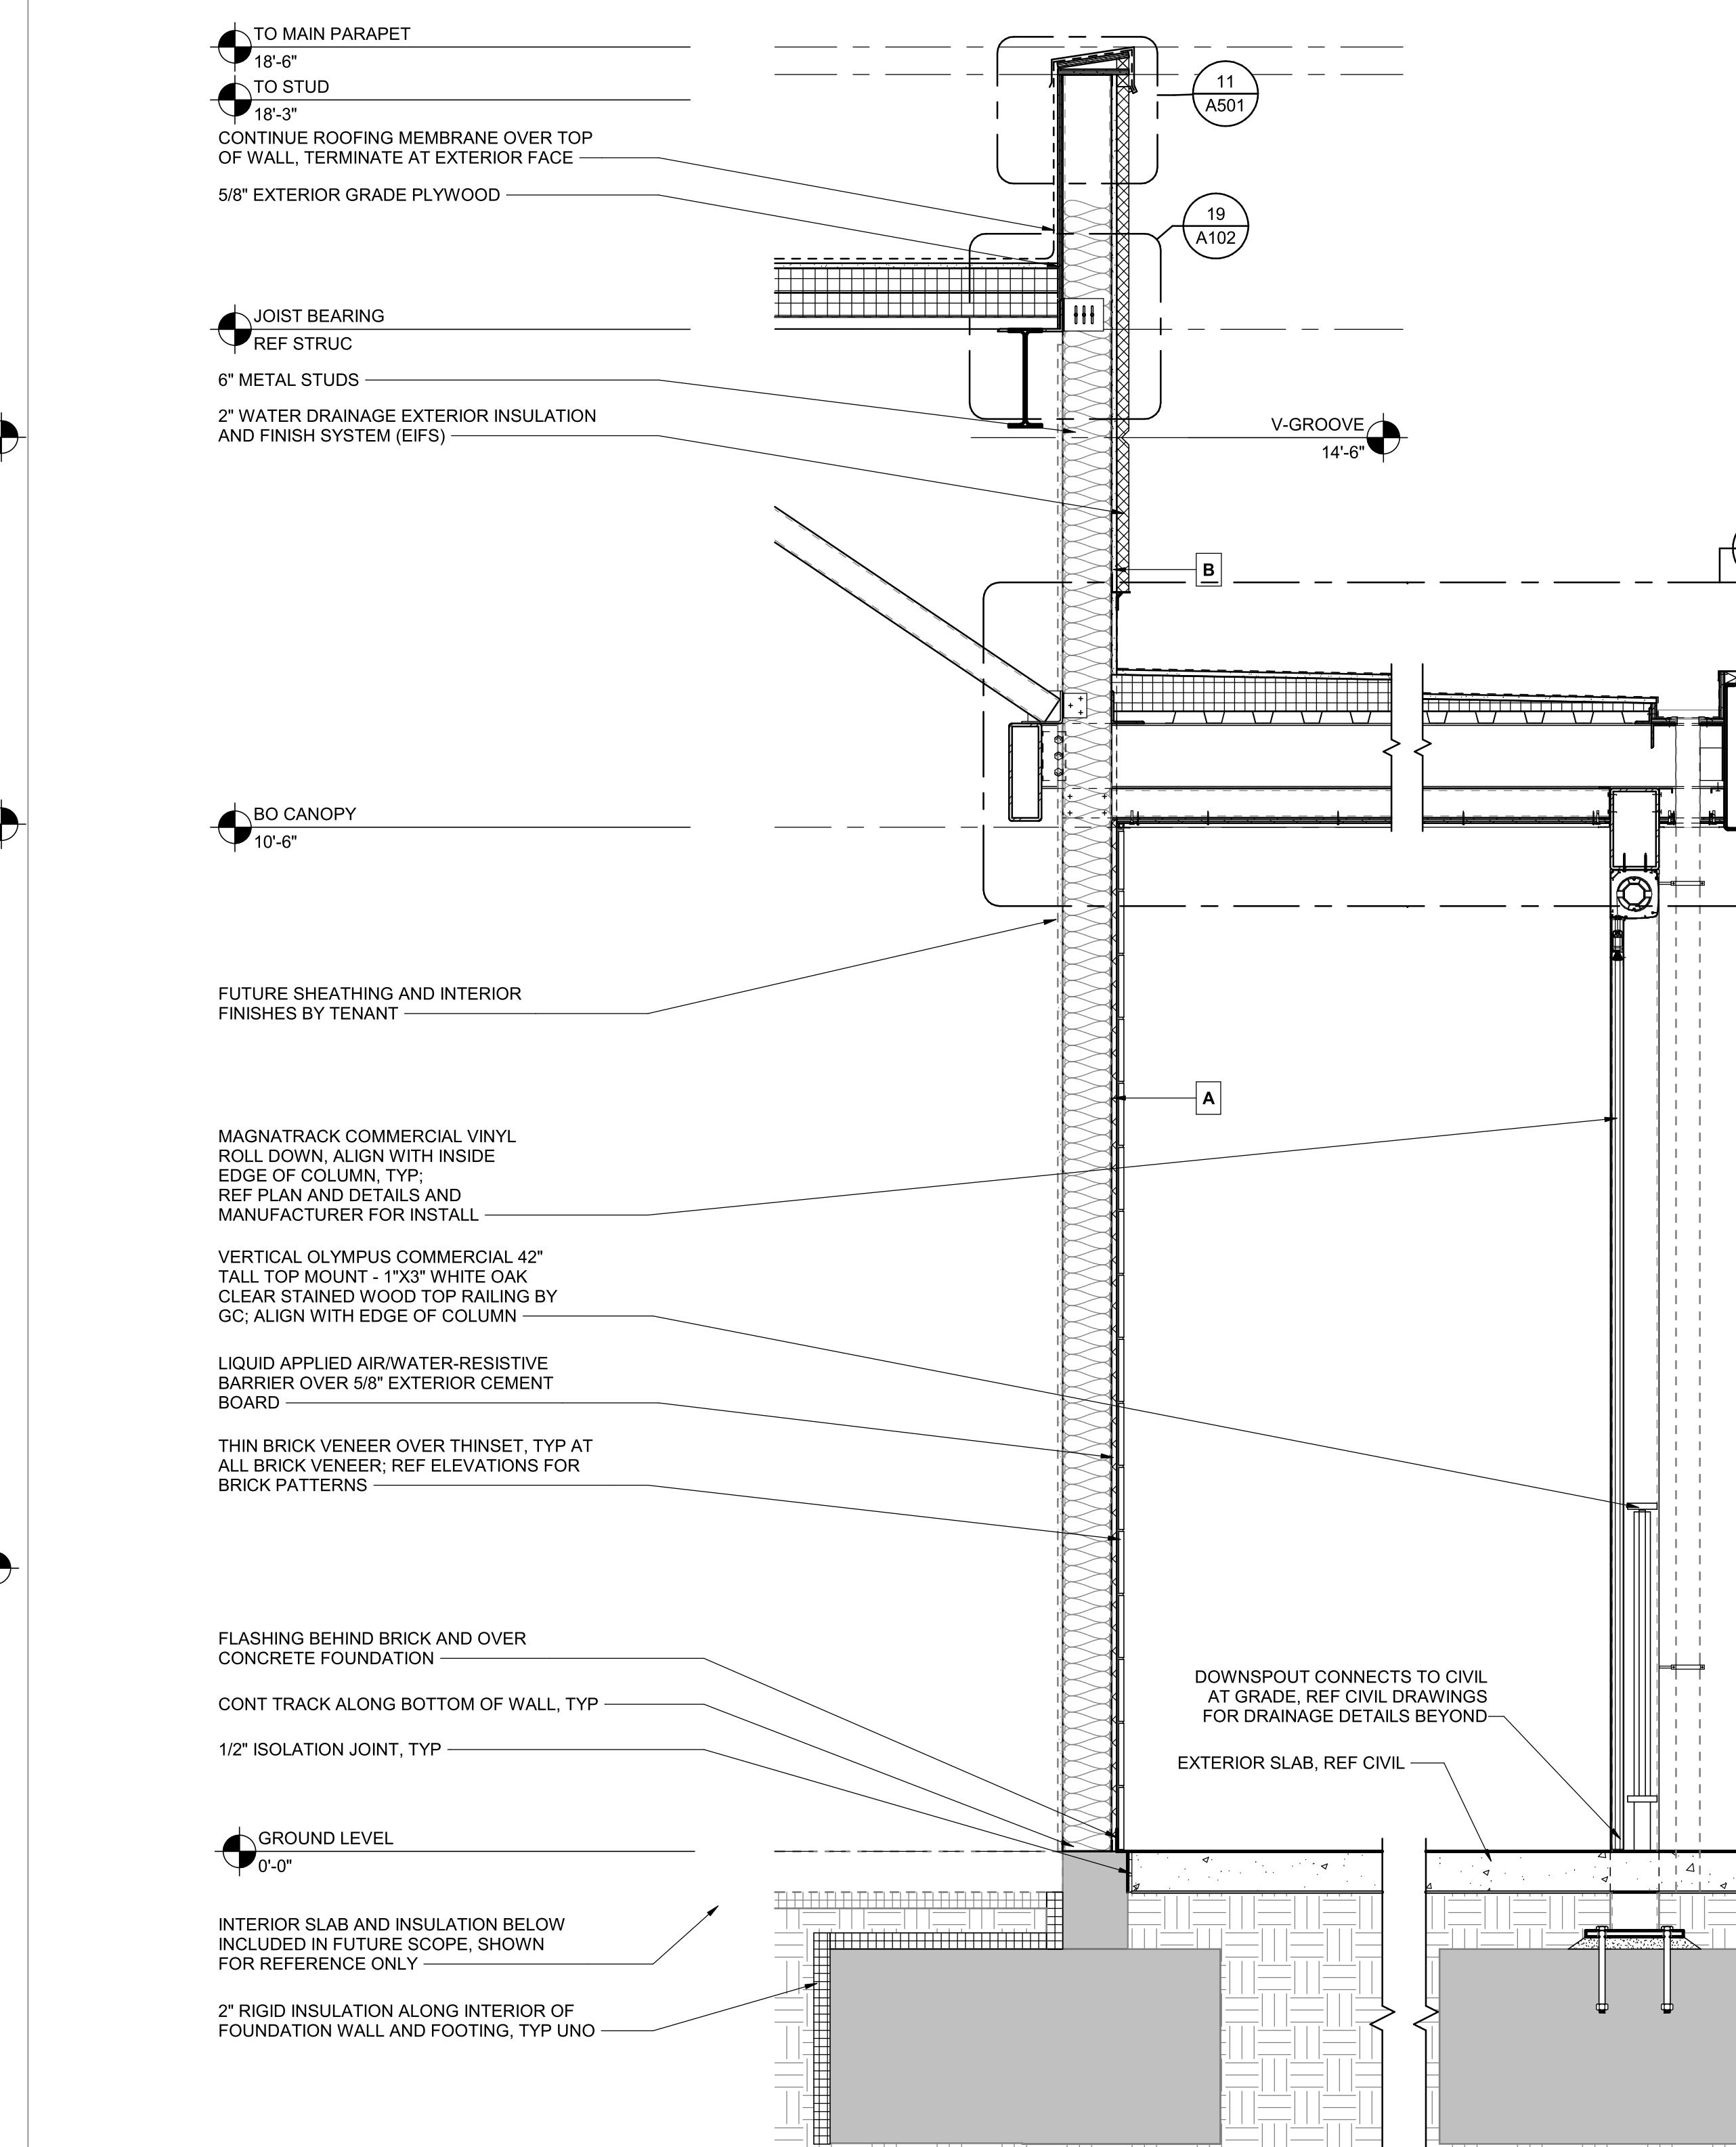 TO MAIN PARAPET
18'-6"
TO STUD
18'-3"
CONTINUE ROOFING MEMBRANE OVER TOP
OF WALL, TERMINATE AT EXTERIOR FACE
5/8" EXTERIOR GRADE PLYWOOD
11
A501
19
A102
JOIST BEARING
REF STRUC
6" METAL STUDS
2" WATER DRAINAGE EXTERIOR INSULATION
AND FINISH SYSTEM (EIFS)
V-GROOVE
14'-6"
B
BO CANOPY
10'-6"
FUTURE SHEATHING AND INTERIOR
FINISHES BY TENANT
A
MAGNATRACK COMMERCIAL VINYL
ROLL DOWN, ALIGN WITH INSIDE
EDGE OF COLUMN, TYP;
REF PLAN AND DETAILS AND
MANUFACTURER FOR INSTALL
VERTICAL OLYMPUS COMMERCIAL 42"
TALL TOP MOUNT - 1"X3" WHITE OAK
CLEAR STAINED WOOD TOP RAILING BY
GC; ALIGN WITH EDGE OF COLUMN
LIQUID APPLIED AIR/WATER-RESISTIVE
BARRIER OVER 5/8" EXTERIOR CEMENT
BOARD
THIN BRICK VENEER OVER THINSET, TYP AT
ALL BRICK VENEER; REF ELEVATIONS FOR
BRICK PATTERNS
FLASHING BEHIND BRICK AND OVER
CONCRETE FOUNDATION
CONT TRACK ALONG BOTTOM OF WALL, TYP
1/2" ISOLATION JOINT, TYP
DOWNSPOUT CONNECTS TO CIVIL
AT GRADE, REF CIVIL DRAWINGS
FOR DRAINAGE DETAILS BEYOND
EXTERIOR SLAB, REF CIVIL
GROUND LEVEL
0'-0"
INTERIOR SLAB AND INSULATION BELOW
INCLUDED IN FUTURE SCOPE, SHOWN
FOR REFERENCE ONLY
2" RIGID INSULATION ALONG INTERIOR OF
FOUNDATION WALL AND FOOTING, TYP UNO